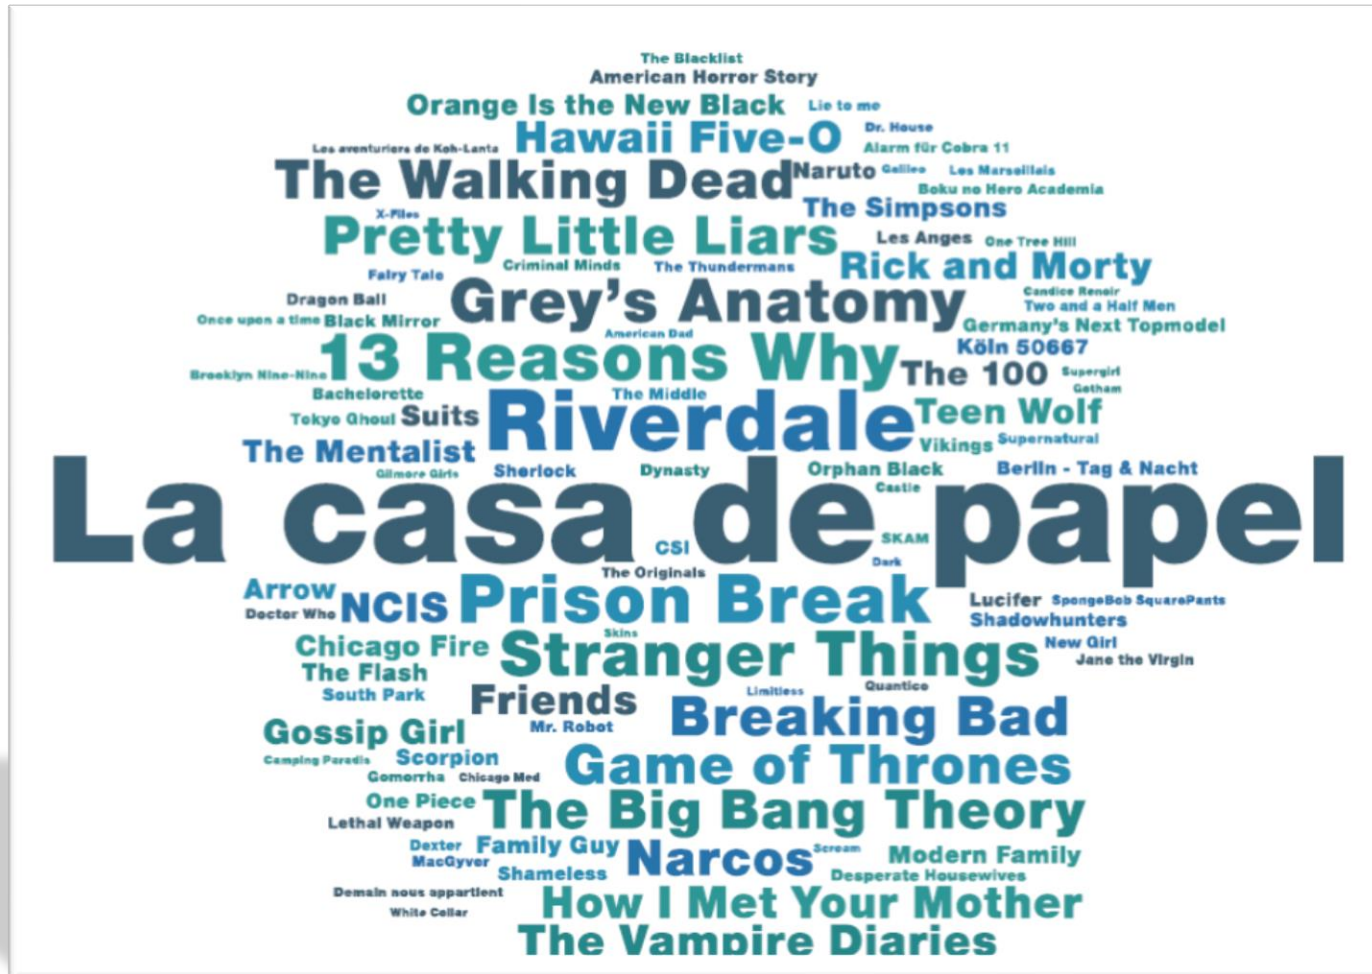 The Blacklist
American Horror Story
Orange Is the New Black
Lie to me
Hawaii Five-O
Dr. House
Les aventuriers de Koh-Lanta
Alarm für Cobra 11
The Walking Dead
Naruto
Galileo
Les Marseillais
Boku no Hero Academia
X-Files
The Simpsons
Pretty Little Liars
Les Anges
One Tree Hill
Criminal Minds
The Thundermans
Rick and Morty
Fairy Tale
Grey's Anatomy
Candice Renoir
Dragon Ball
Two and a Half Men
Once upon a time
Black Mirror
American Dad
Germany's Next Topmodel
13 Reasons Why
Köln 50667
Brooklyn Nine-Nine
The 100
Supergirl
Gotham
Bachelorette
The Middle
Tokyo Ghoul
Suits
Riverdale
Teen Wolf
The Mentalist
Vikings
Supernatural
Gilmore Girls
Sherlock
Dynasty
Orphan Black
Berlin - Tag & Nacht
Castle
La casa de papel
CSI
SKAM
Dark
The Originals
Arrow
Doctor Who
NCIS
Prison Break
Lucifer
SpongeBob SquarePants
Shadowhunters
Skins
Chicago Fire
Stranger Things
New Girl
Jane the Virgin
The Flash
South Park
Friends
Limitless
Quantico
Mr. Robot
Breaking Bad
Gossip Girl
Camping Paradis
Scorpion
Game of Thrones
Gomorrha
Chicago Med
One Piece
The Big Bang Theory
Lethal Weapon
Dexter
Family Guy
Narcos
Scream
Modern Family
MacGyver
Shameless
Desperate Housewives
Demain nous appartient
How I Met Your Mother
White Collar
The Vampire Diaries